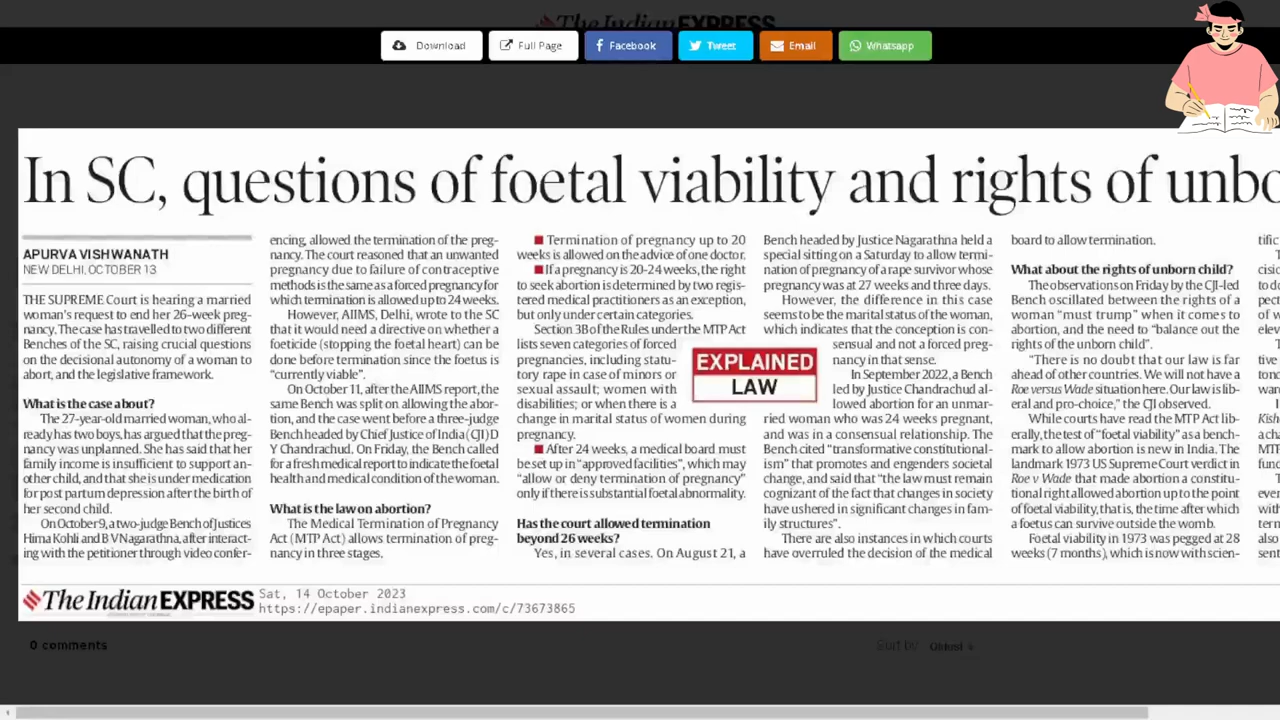 The Indian EXPRESS
Download
Full Page
Facebook
Tweet
Email
Whatsapp
In SC, questions of foetal viability and rights of unbo
APURVA VISHWANATH
NEW DELHI, OCTOBER 13
THE SUPREME Court is hearing a married
woman's request to end her 26-week preg-
nancy. The case has travelled to two different
Benches of the SC, raising crucial questions
on the decisional autonomy of a woman to
abort, and the legislative framework.
What is the case about?
The 27-year-old married woman, who al-
ready has two boys, has argued that the preg-
nancy was unplanned. She has said that her
family income is insufficient to support an-
other child, and that she is under medication
for post partum depression after the birth of
her second child.
On October 9, a two-judge Bench of Justices
Hima Kohli and B V Nagarathna, after interact-
ing with the petitioner through video confer-
encing, allowed the termination of the preg-
nancy. The court reasoned that an unwanted
pregnancy due to failure of contraceptive
methods is the same as a forced pregnancy for
which termination is allowed up to 24 weeks.
However, AIIMS, Delhi, wrote to the SC
that it would need a directive on whether a
foeticide (stopping the foetal heart) can be
done before termination since the foetus is
"currently viable".
On October 11, after the AIIMS report, the
same Bench was split on allowing the abor-
tion, and the case went before a three-judge
Bench headed by Chief Justice of India (CJI) D
Y Chandrachud. On Friday, the Bench called
for a fresh medical report to indicate the foetal
health and medical condition of the woman.
What is the law on abortion?
The Medical Termination of Pregnancy
Act (MTP Act) allows termination of preg-
nancy in three stages.
■ Termination of pregnancy up to 20
weeks is allowed on the advice of one doctor.
■ If a pregnancy is 20-24 weeks, the right
to seek abortion is determined by two regis-
tered medical practitioners as an exception,
but only under certain categories.
Section 3B of the Rules under the MTP Act
lists seven categories of forced
pregnancies, including statu-
tory rape in case of minors or
sexual assault; women with
disabilities; or when there is a
change in marital status of women during
pregnancy.
■ After 24 weeks, a medical board must
be set up in "approved facilities", which may
"allow or deny termination of pregnancy"
only if there is substantial foetal abnormality.
Has the court allowed termination
beyond 26 weeks?
Yes, in several cases. On August 21, a
EXPLAINED
LAW
Bench headed by Justice Nagarathna held a
special sitting on a Saturday to allow termi-
nation of pregnancy of a rape survivor whose
pregnancy was at 27 weeks and three days.
However, the difference in this case
seems to be the marital status of the woman,
which indicates that the conception is con-
sensual and not a forced preg-
nancy in that sense.
In September 2022, a Bench
led by Justice Chandrachud al-
lowed abortion for an unmar-
ried woman who was 24 weeks pregnant,
and was in a consensual relationship. The
Bench cited "transformative constitutional-
ism" that promotes and engenders societal
change, and said that "the law must remain
cognizant of the fact that changes in society
have ushered in significant changes in fam-
ily structures".
There are also instances in which courts
have overruled the decision of the medical
board to allow termination.
What about the rights of unborn child?
The observations on Friday by the CJI-led
Bench oscillated between the rights of a
woman "must trump" when it comes to
abortion, and the need to "balance out the
rights of the unborn child".
"There is no doubt that our law is far
ahead of other countries. We will not have a
Roe versus Wade situation here. Our law is lib-
eral and pro-choice," the CJI observed.
While courts have read the MTP Act lib-
erally, the test of "foetal viability" as a bench-
mark to allow abortion is new in India. The
landmark 1973 US Supreme Court verdict in
Roe v Wade that made abortion a constitu-
tional right allowed abortion up to the point
of foetal viability, that is, the time after which
a foetus can survive outside the womb.
Foetal viability in 1973 was pegged at 28
weeks (7 months), which is now with scien-
The Indian EXPRESS
Sat, 14 October 2023
https://epaper.indianexpress.com/c/73673865
0 comments
Sort by
Oldest